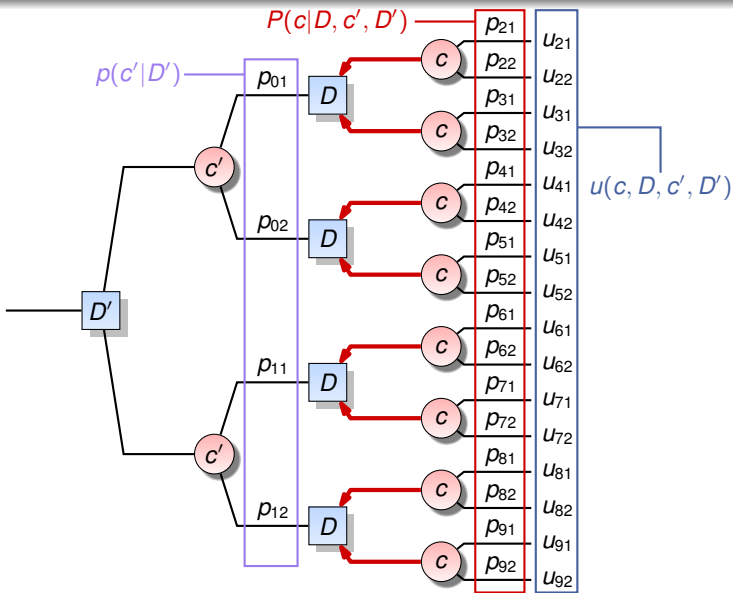 P(c|D, c′, D′)
p(c′|D′)
u(c, D, c′, D′)
D′
c′
c′
p₀₁
p₀₂
p₁₁
p₁₂
D
D
D
D
c
c
c
c
c
c
c
c
p₂₁
p₂₂
p₃₁
p₃₂
p₄₁
p₄₂
p₅₁
p₅₂
p₆₁
p₆₂
p₇₁
p₇₂
p₈₁
p₈₂
p₉₁
p₉₂
u₂₁
u₂₂
u₃₁
u₃₂
u₄₁
u₄₂
u₅₁
u₅₂
u₆₁
u₆₂
u₇₁
u₇₂
u₈₁
u₈₂
u₉₁
u₉₂